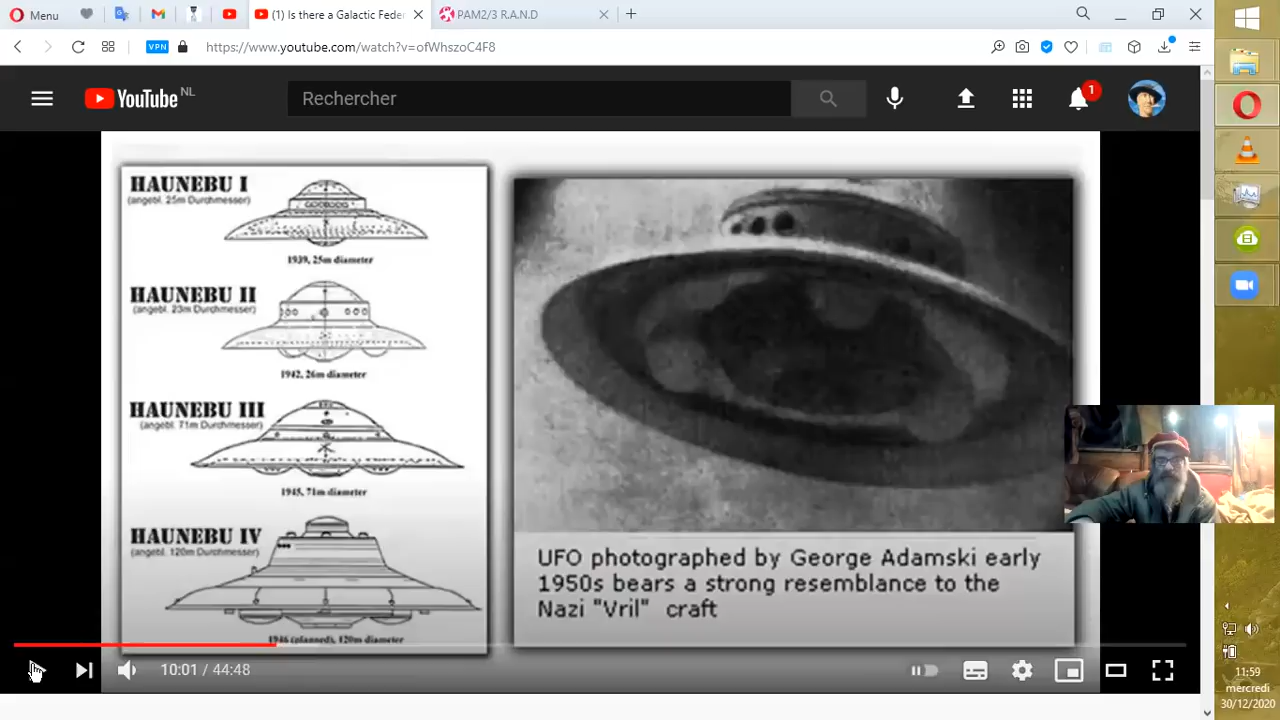 Menu
(1) Is there a Galactic Feder
PAM2/3 R.A.N.D
VPN
https://www.youtube.com/watch?v=ofWhszoC4F8
YouTube NL
Rechercher
1
HAUNEBU I
(angebl. 25m Durchmesser)
1939, 25m diameter
HAUNEBU II
(angebl. 23m Durchmesser)
1942, 26m diameter
HAUNEBU III
(angebl. 71m Durchmesser)
1945, 71m diameter
HAUNEBU IV
(angebl. 120m Durchmesser)
1946 (planned), 120m diameter
UFO photographed by George Adamski early
1950s bears a strong resemblance to the
Nazi "Vril" craft
10:01 / 44:48
11:59
mercredi
30/12/2020